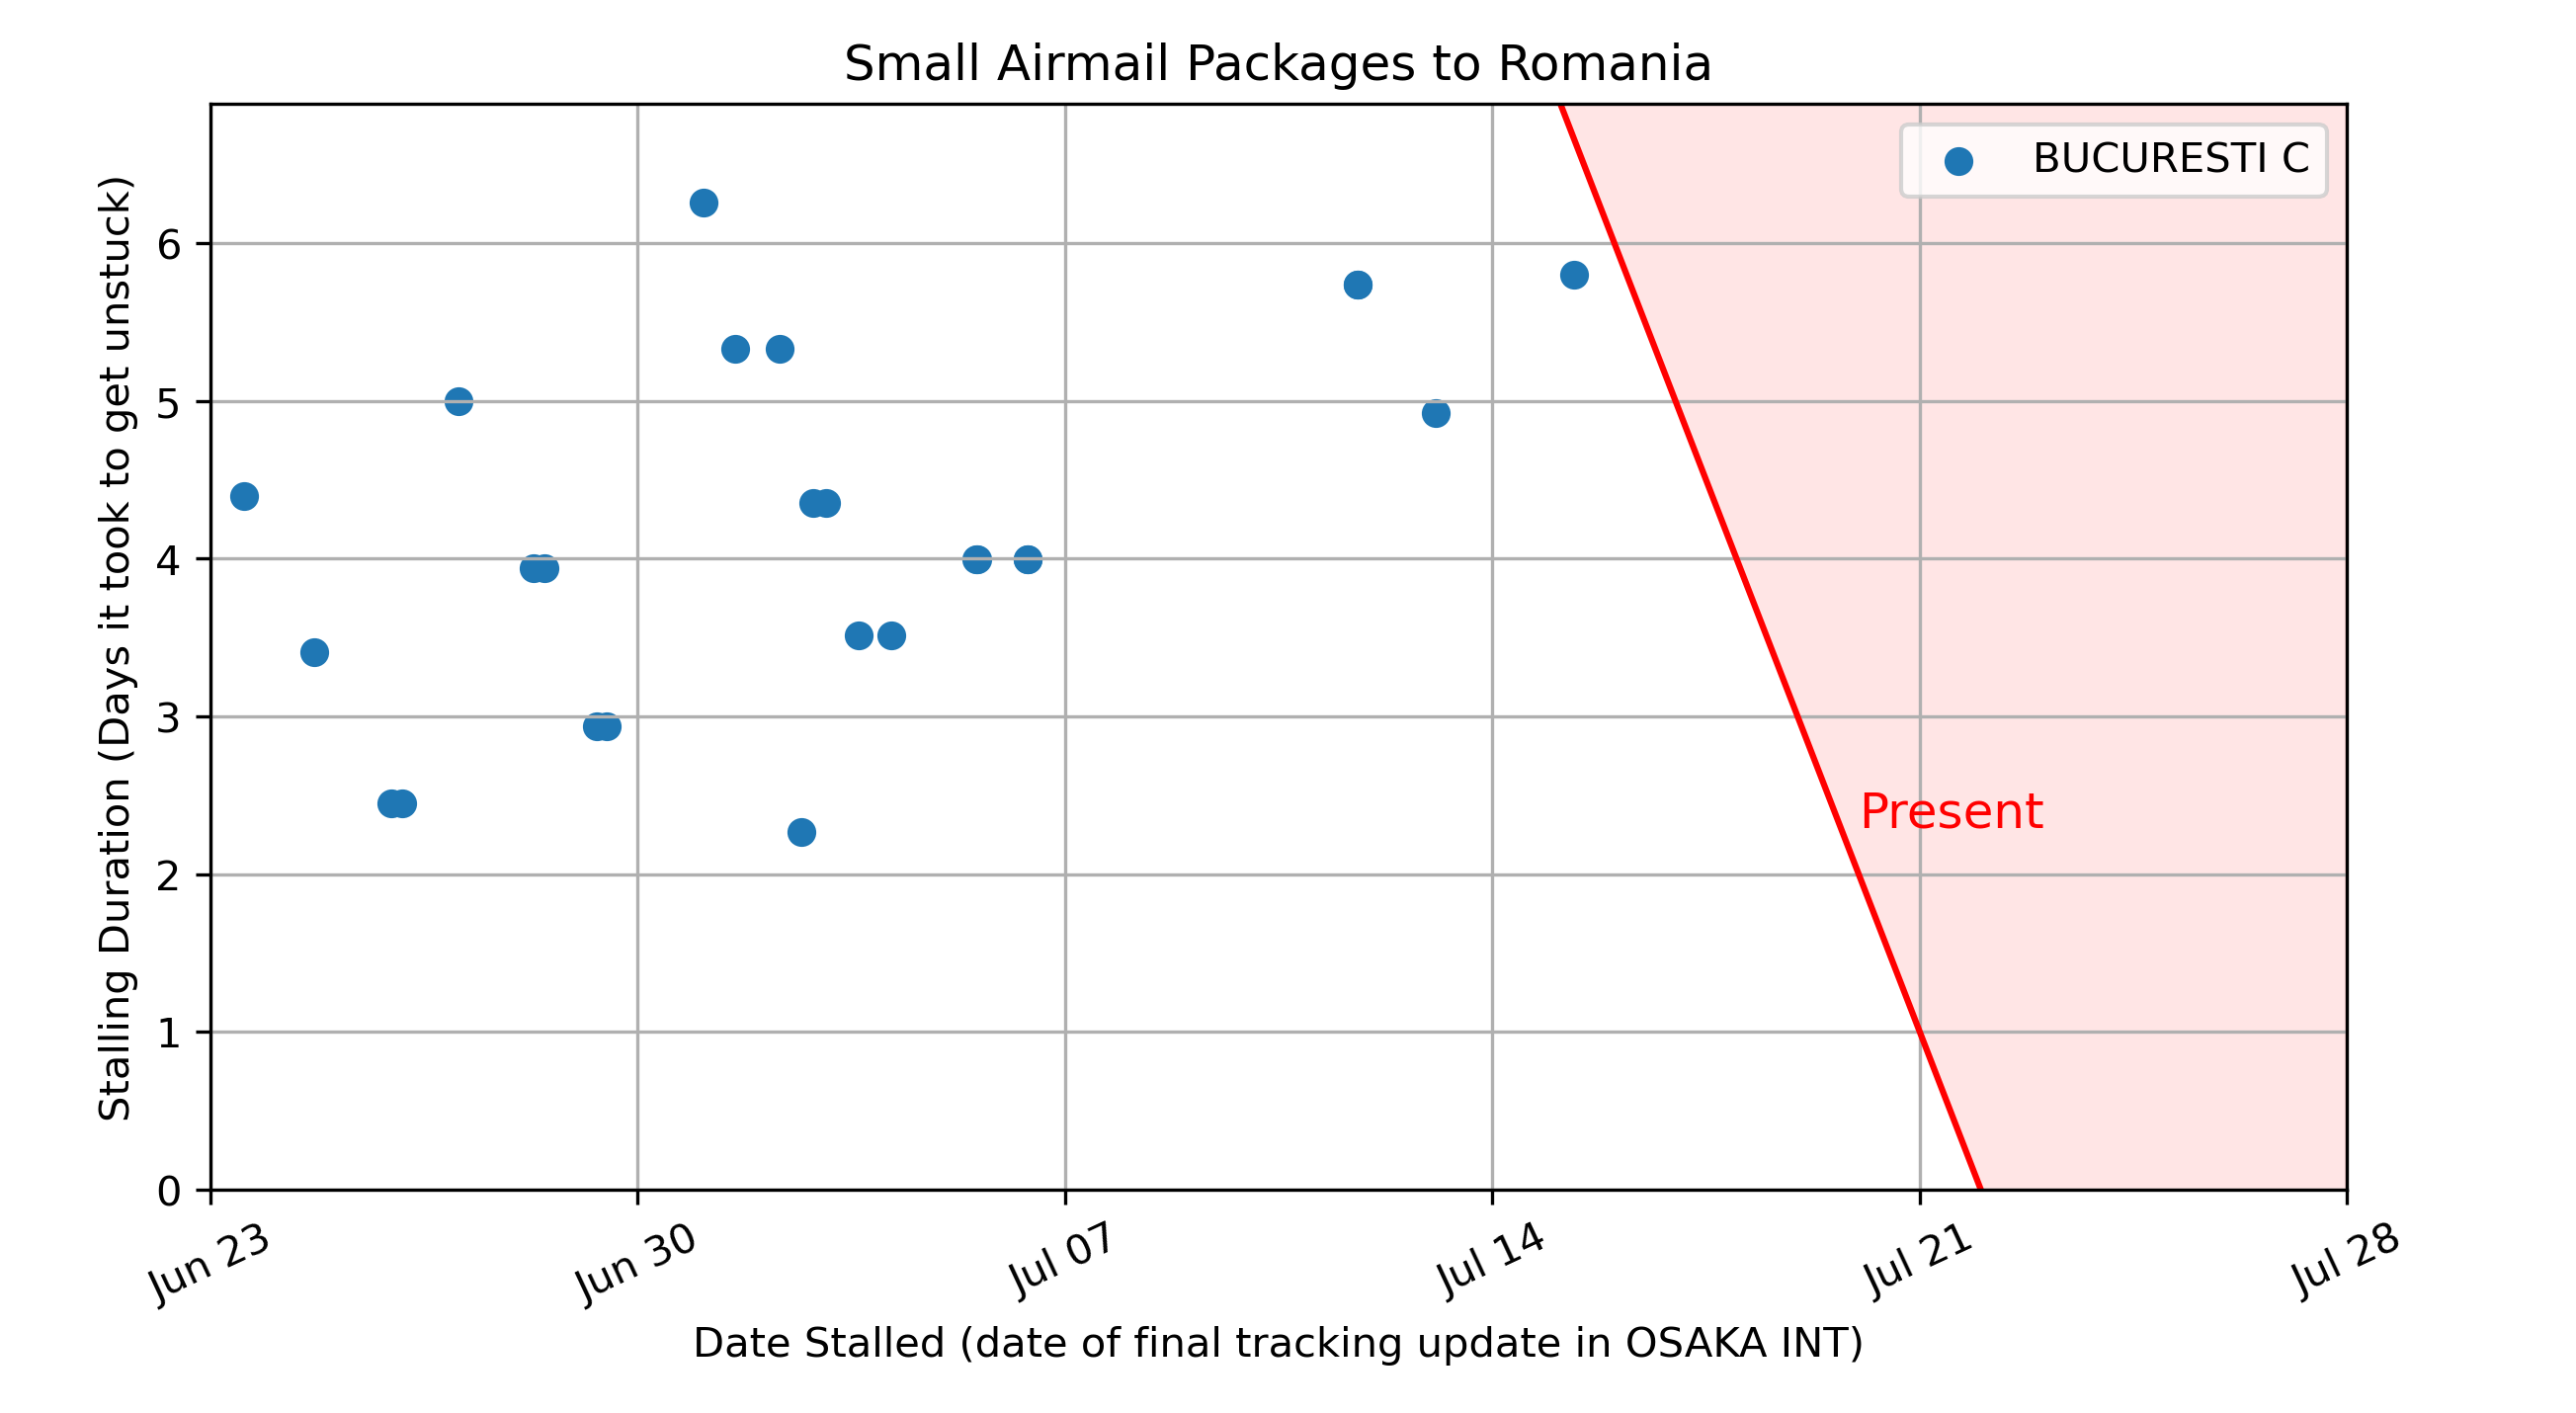 Small Airmail Packages to Romania
BUCURESTI C
Stalling Duration (Days it took to get unstuck)
6
5
4
3
2
1
0
Present
Jun 23
Jun 30
Jul 07
Jul 14
Jul 21
Jul 28
Date Stalled (date of final tracking update in OSAKA INT)